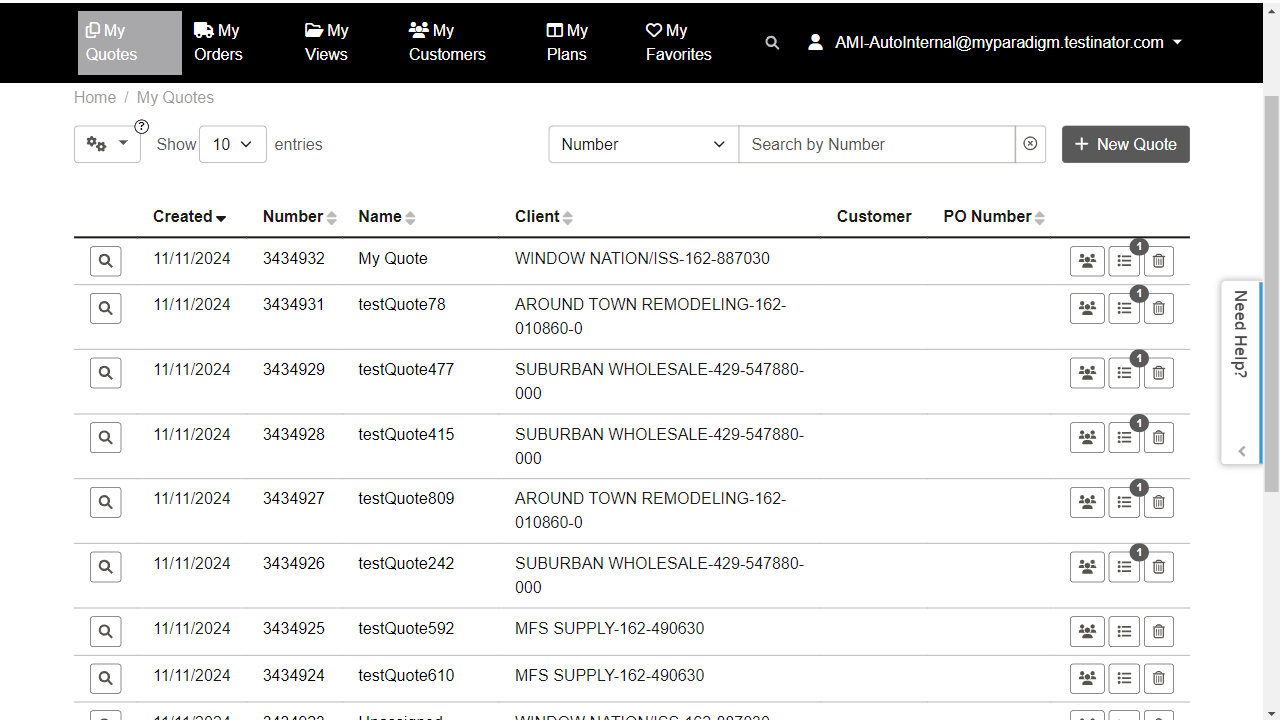 My Quotes
My Orders
My Views
My Customers
My Plans
My Favorites
AMI-AutoInternal@myparadigm.testinator.com
Home / My Quotes
?
Show 10 entries
Number
Search by Number
+ New Quote
Created Number Name Client Customer PO Number
11/11/2024 3434932 My Quote WINDOW NATION/ISS-162-887030 1
11/11/2024 3434931 testQuote78 AROUND TOWN REMODELING-162-
010860-0
1
11/11/2024 3434929 testQuote477 SUBURBAN WHOLESALE-429-547880-
000
1
11/11/2024 3434928 testQuote415 SUBURBAN WHOLESALE-429-547880-
000
1
11/11/2024 3434927 testQuote809 AROUND TOWN REMODELING-162-
010860-0
1
11/11/2024 3434926 testQuote242 SUBURBAN WHOLESALE-429-547880-
000
1
11/11/2024 3434925 testQuote592 MFS SUPPLY-162-490630
11/11/2024 3434924 testQuote610 MFS SUPPLY-162-490630
Need Help?